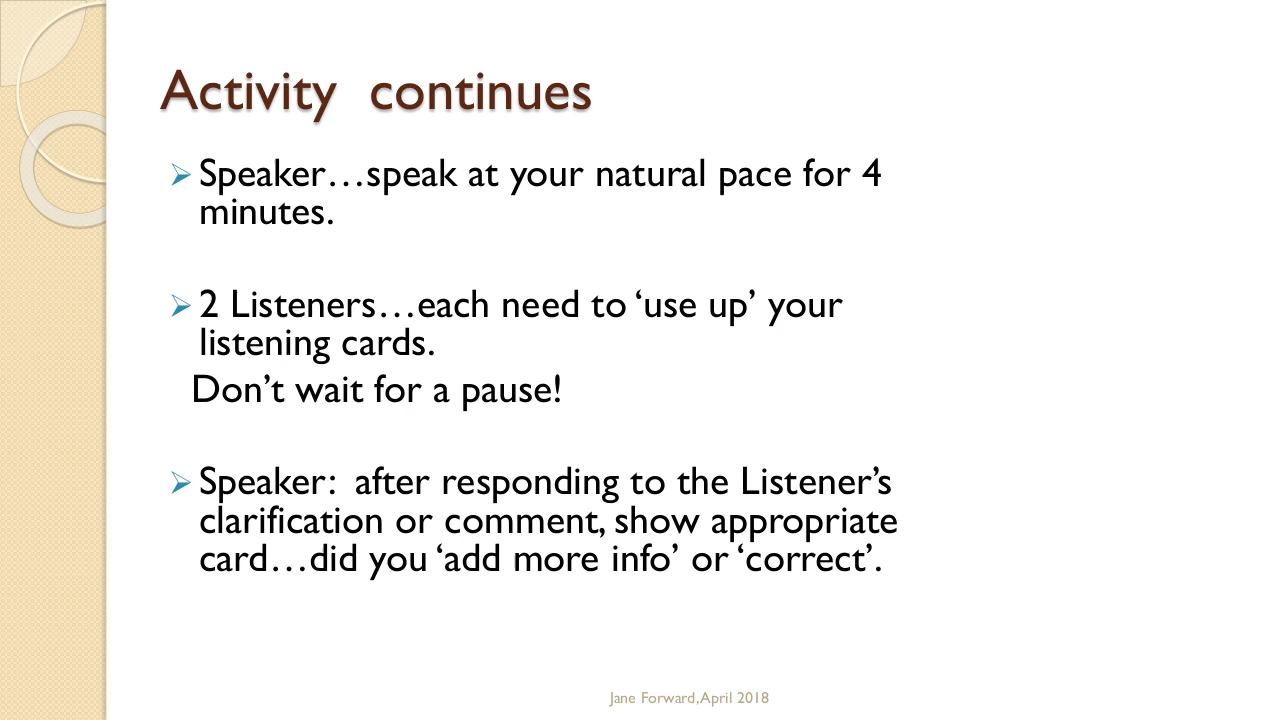 Activity  continues
Speaker…speak at your natural pace for 4
minutes.
2 Listeners…each need to ‘use up’ your
listening cards.
Don’t wait for a pause!
Speaker:  after responding to the Listener’s
clarification or comment, show appropriate
card…did you ‘add more info’ or ‘correct’.
Jane Forward, April 2018